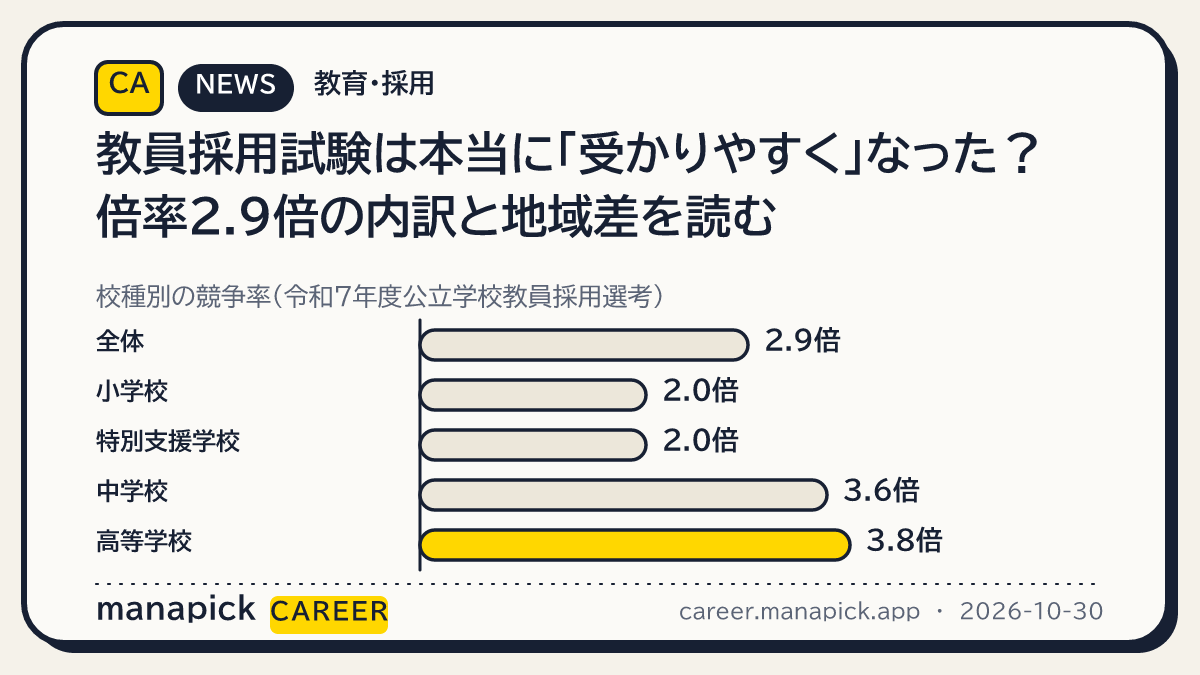 CA NEWS 教育・採用
教員採用試験は本当に「受かりやすく」なった？
倍率2.9倍の内訳と地域差を読む
校種別の競争率（令和7年度公立学校教員採用選考）
全体 2.9倍
小学校 2.0倍
特別支援学校 2.0倍
中学校 3.6倍
高等学校 3.8倍
manapick CAREER career.manapick.app ・ 2026-10-30